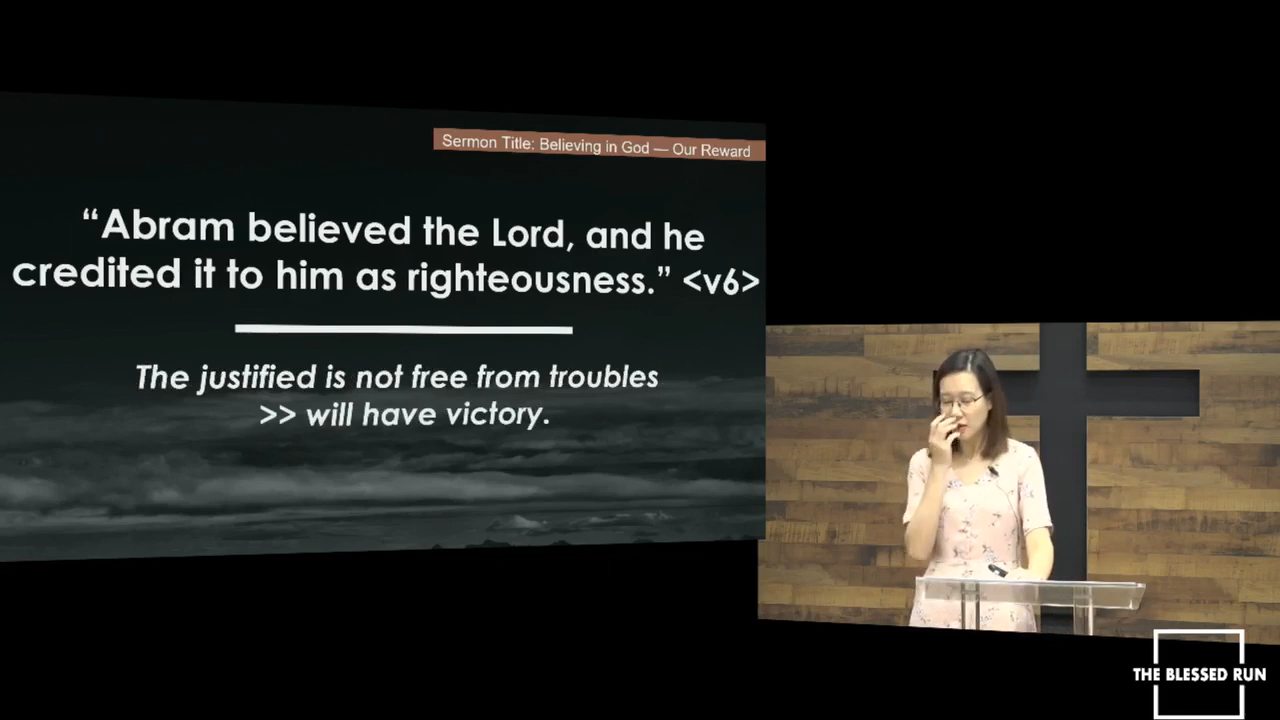 Sermon Title: Believing in God — Our Reward
“Abram believed the Lord, and he
credited it to him as righteousness.” <v6>
The justified is not free from troubles
>> will have victory.
THE BLESSED RUN